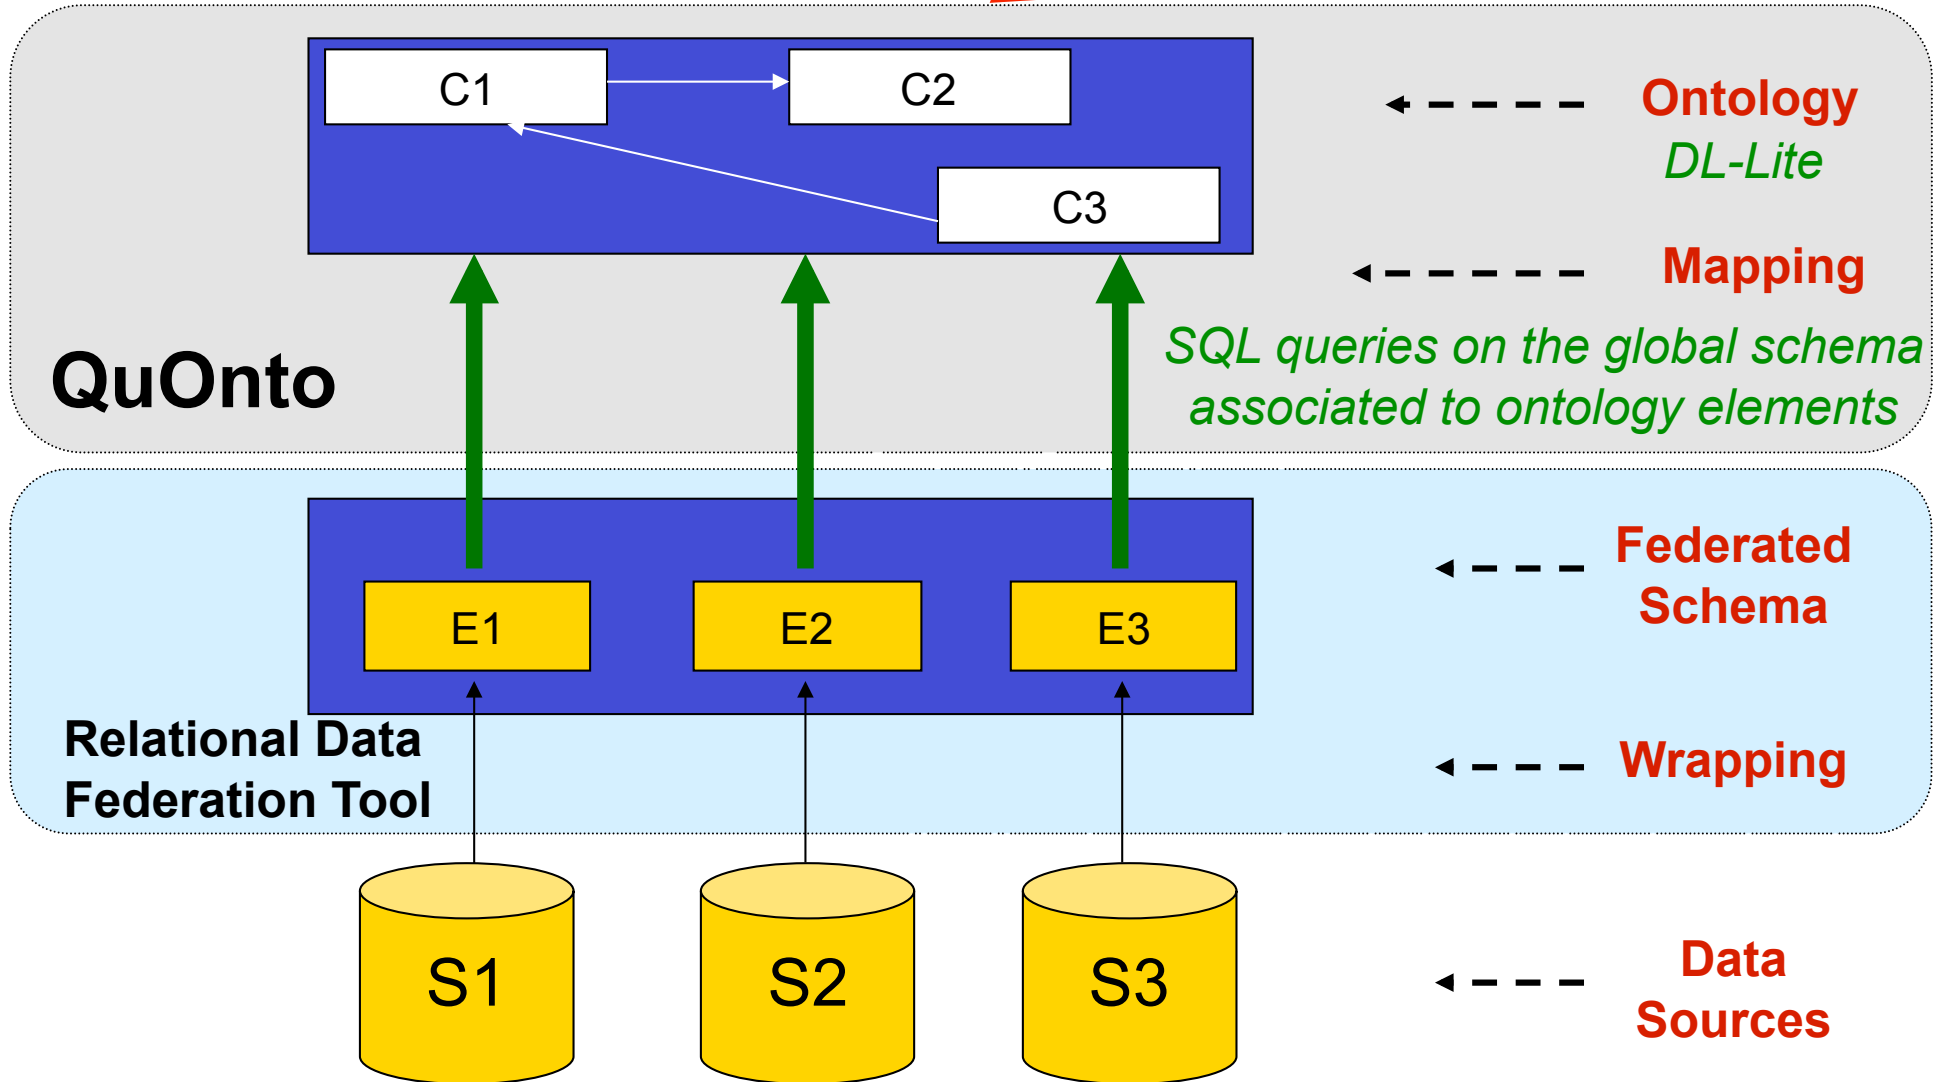 C1
C2
C3
Ontology
DL-Lite
Mapping
SQL queries on the global schema
associated to ontology elements
QuOnto
E1
E2
E3
Federated
Schema
Relational Data
Federation Tool
Wrapping
S1
S2
S3
Data
Sources